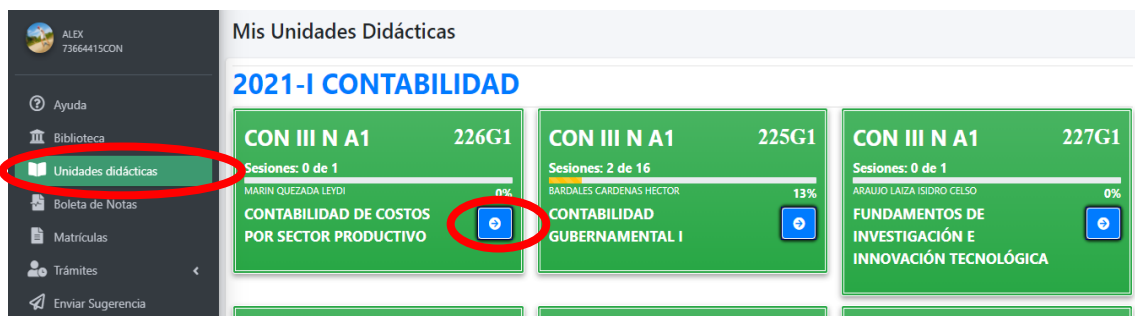 ALEX
73664415CON
Ayuda
Biblioteca
Unidades didácticas
Boleta de Notas
Matrículas
Trámites
Enviar Sugerencia
Mis Unidades Didácticas
2021-I CONTABILIDAD
CON III N A1 226G1
Sesiones: 0 de 1
MARIN QUEZADA LEYDI 0%
CONTABILIDAD DE COSTOS
POR SECTOR PRODUCTIVO
CON III N A1 225G1
Sesiones: 2 de 16
BARDALES CARDENAS HECTOR 13%
CONTABILIDAD
GUBERNAMENTAL I
CON III N A1 227G1
Sesiones: 0 de 1
ARAUJO LAIZA ISIDRO CELSO 0%
FUNDAMENTOS DE
INVESTIGACIÓN E
INNOVACIÓN TECNOLÓGICA